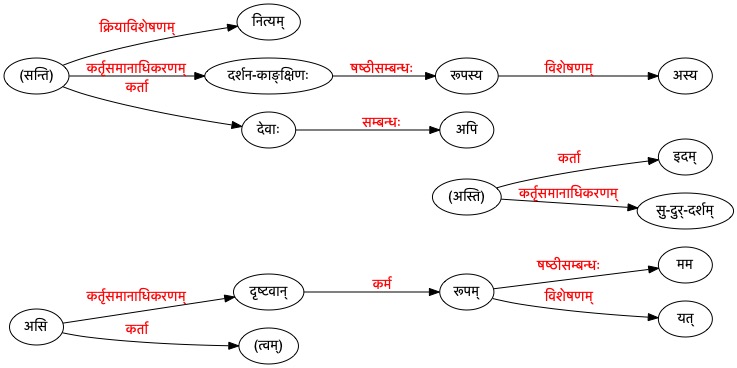 क्रियाविशेषणम् नित्यम्
(सन्ति) कर्तृसमानाधिकरणम् दर्शन-काङ्क्षिणः षष्ठीसम्बन्धः रूपस्य विशेषणम् अस्य
कर्ता
देवाः सम्बन्धः अपि
कर्ता इदम्
(अस्ति) कर्तृसमानाधिकरणम् सु-दुर्-दर्शम्
षष्ठीसम्बन्धः मम
कर्तृसमानाधिकरणम् दृष्टवान् कर्म रूपम् विशेषणम्
यत्
असि कर्ता
(त्वम्)